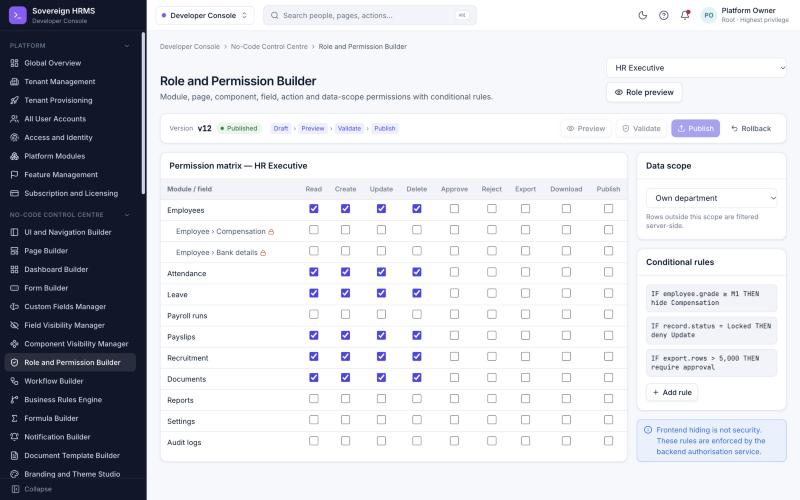 Sovereign HRMS
Developer Console
PLATFORM
Global Overview
Tenant Management
Tenant Provisioning
All User Accounts
Access and Identity
Platform Modules
Feature Management
Subscription and Licensing
NO-CODE CONTROL CENTRE
UI and Navigation Builder
Page Builder
Dashboard Builder
Form Builder
Custom Fields Manager
Field Visibility Manager
Component Visibility Manager
Role and Permission Builder
Workflow Builder
Business Rules Engine
Formula Builder
Notification Builder
Document Template Builder
Branding and Theme Studio
Collapse
Developer Console
Search people, pages, actions...
PO
Platform Owner
Root · Highest privilege
Developer Console › No-Code Control Centre › Role and Permission Builder
Role and Permission Builder
Module, page, component, field, action and data-scope permissions with conditional rules.
HR Executive
Role preview
Version v12 Published Draft › Preview › Validate › Publish
Preview Validate Publish Rollback
Permission matrix — HR Executive
Module / field Read Create Update Delete Approve Reject Export Download Publish
Employees
Employee › Compensation
Employee › Bank details
Attendance
Leave
Payroll runs
Payslips
Recruitment
Documents
Reports
Settings
Audit logs
Data scope
Own department
Rows outside this scope are filtered
server-side.
Conditional rules
IF employee.grade ≥ M1 THEN
hide Compensation
IF record.status = Locked THEN
deny Update
IF export.rows > 5,000 THEN
require approval
+ Add rule
Frontend hiding is not security.
These rules are enforced by the
backend authorisation service.